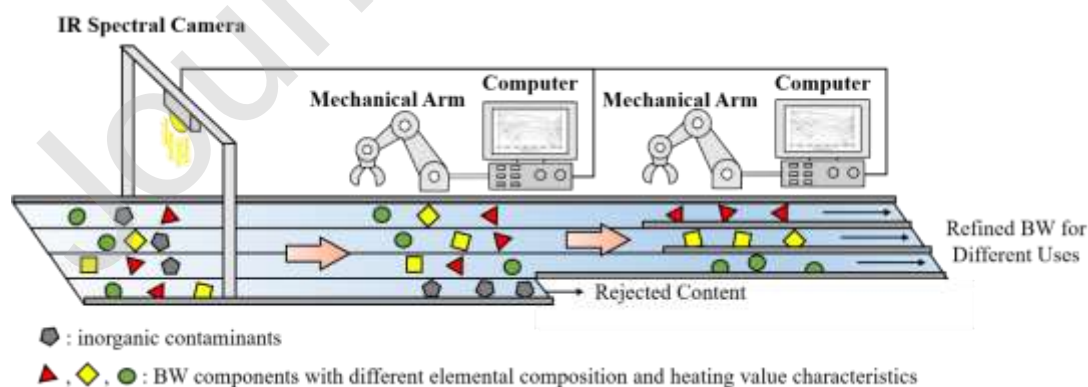 IR Spectral Camera
Mechanical Arm
Computer
Mechanical Arm
Computer
Refined BW for
Different Uses
Rejected Content
: inorganic contaminants
, , : BW components with different elemental composition and heating value characteristics
Jour